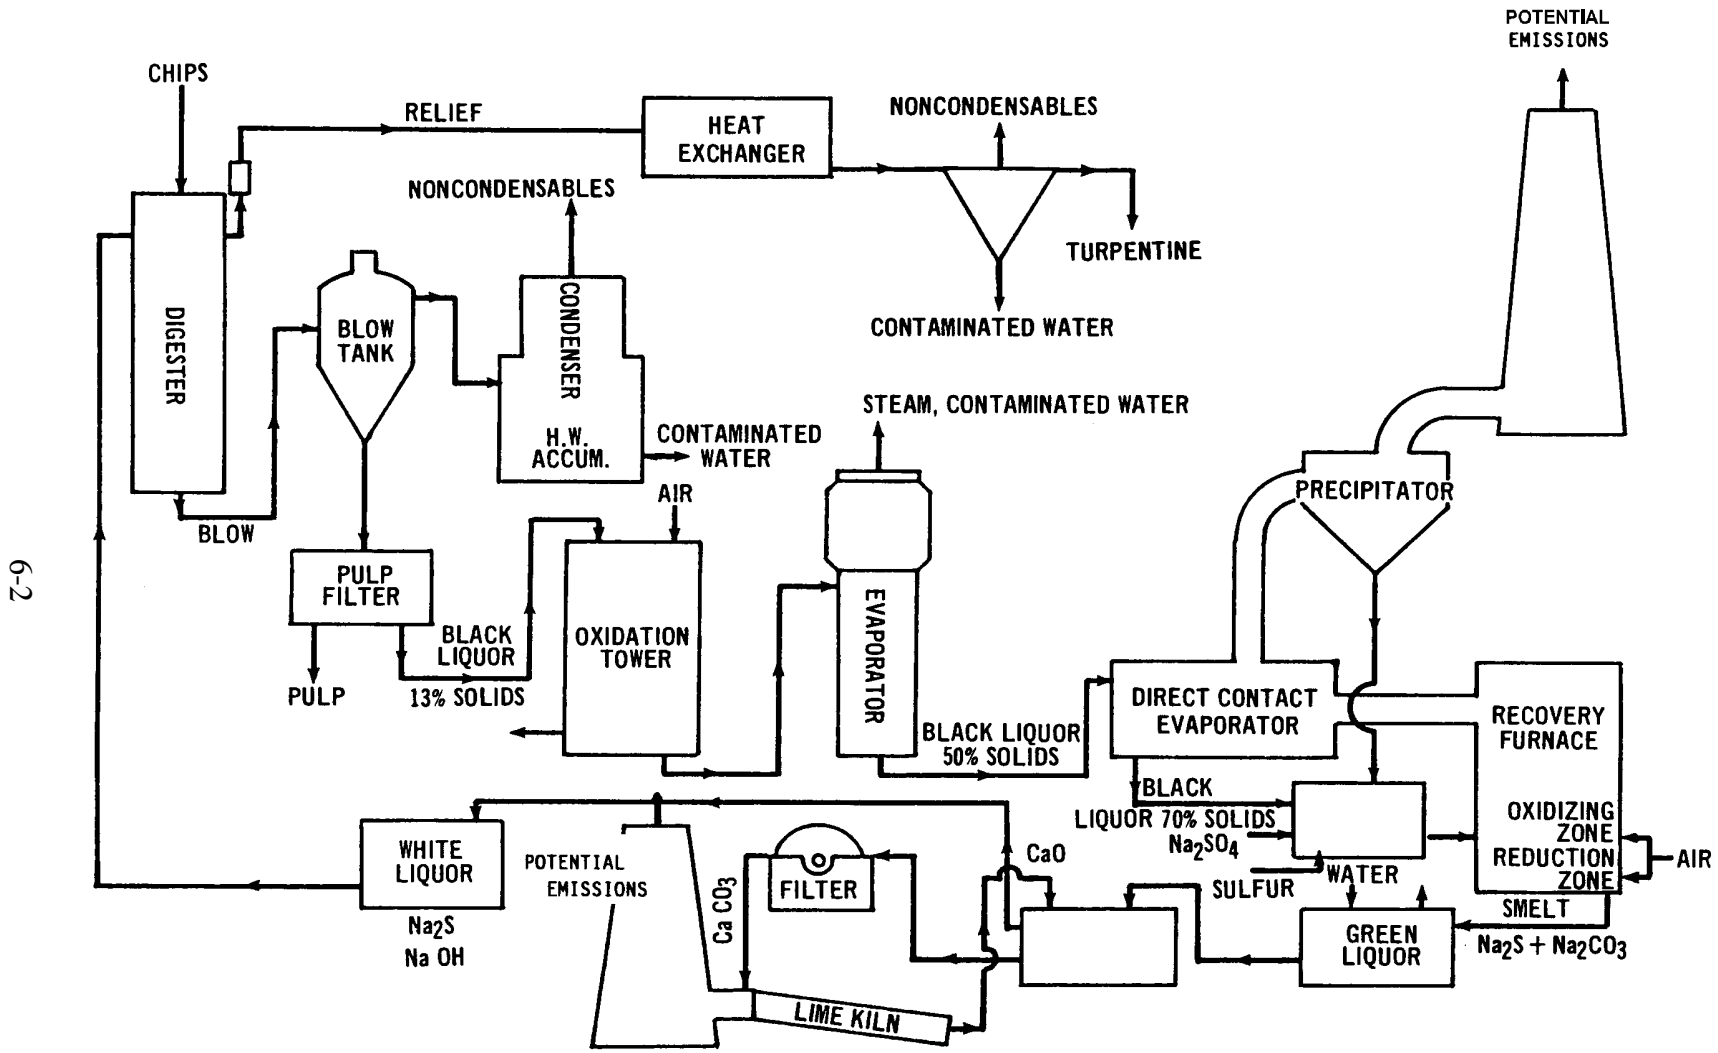 POTENTIAL
EMISSIONS
CHIPS
RELIEF
HEAT
EXCHANGER
NONCONDENSABLES
NONCONDENSABLES
TURPENTINE
CONTAMINATED WATER
DIGESTER
BLOW
TANK
CONDENSER
H.W.
ACCUM.
CONTAMINATED
WATER
STEAM, CONTAMINATED WATER
PRECIPITATOR
AIR
BLOW
6-2
PULP
FILTER
PULP
BLACK
LIQUOR
13% SOLIDS
OXIDATION
TOWER
EVAPORATOR
BLACK LIQUOR
50% SOLIDS
DIRECT CONTACT
EVAPORATOR
RECOVERY
FURNACE
BLACK
LIQUOR 70% SOLIDS
Na2SO4
SULFUR
OXIDIZING
ZONE
REDUCTION
ZONE
AIR
WATER
SMELT
Na2S + Na2CO3
GREEN
LIQUOR
CaO
WHITE
LIQUOR
Na2S
Na OH
POTENTIAL
EMISSIONS
Ca CO3
FILTER
LIME KILN